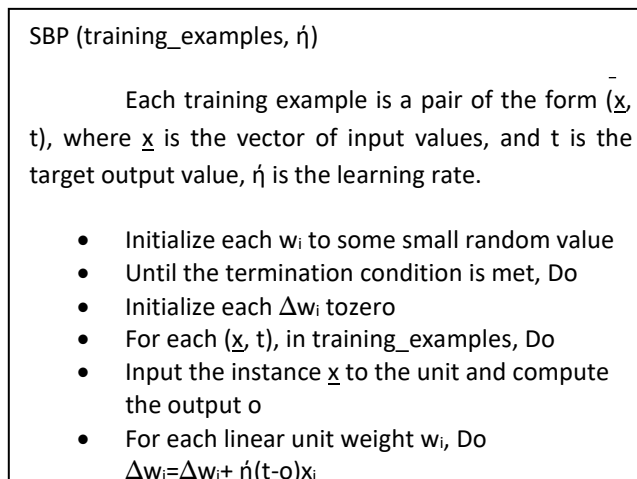 SBP (training_examples, ή)
Each training example is a pair of the form (x,
t), where x is the vector of input values, and t is the
target output value, ή is the learning rate.
• Initialize each wᵢ to some small random value
• Until the termination condition is met, Do
• Initialize each Δwᵢ tozero
• For each (x, t), in training_examples, Do
• Input the instance x to the unit and compute
the output o
• For each linear unit weight wᵢ, Do
Δwᵢ=Δwᵢ+ ή(t-o)xᵢ